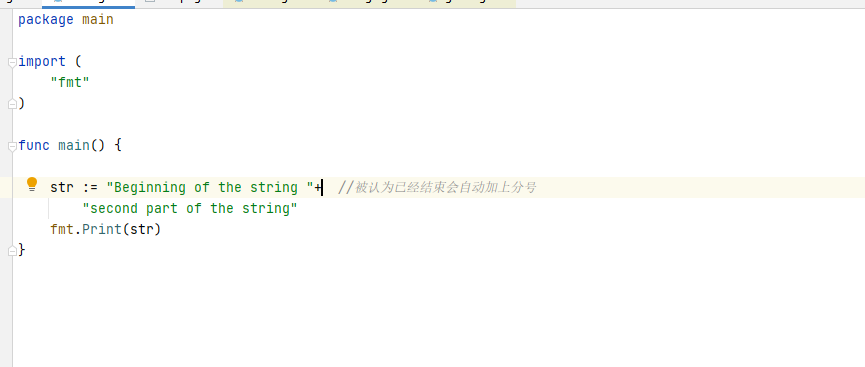 package main
import (
"fmt"
)
func main() {
str := "Beginning of the string "+ //被认为已经结束会自动加上分号
"second part of the string"
fmt.Print(str)
}